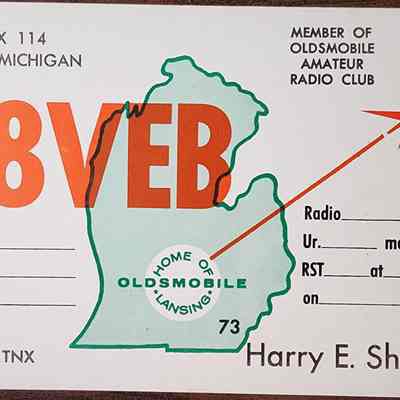 X 114
MICHIGAN
MEMBER OF
OLDSMOBILE
AMATEUR
RADIO CLUB
8VEB
Radio
Ur. m
RST at
on
HOME OF
OLDSMOBILE
• LANSING •
73
TNX
Harry E. Sh